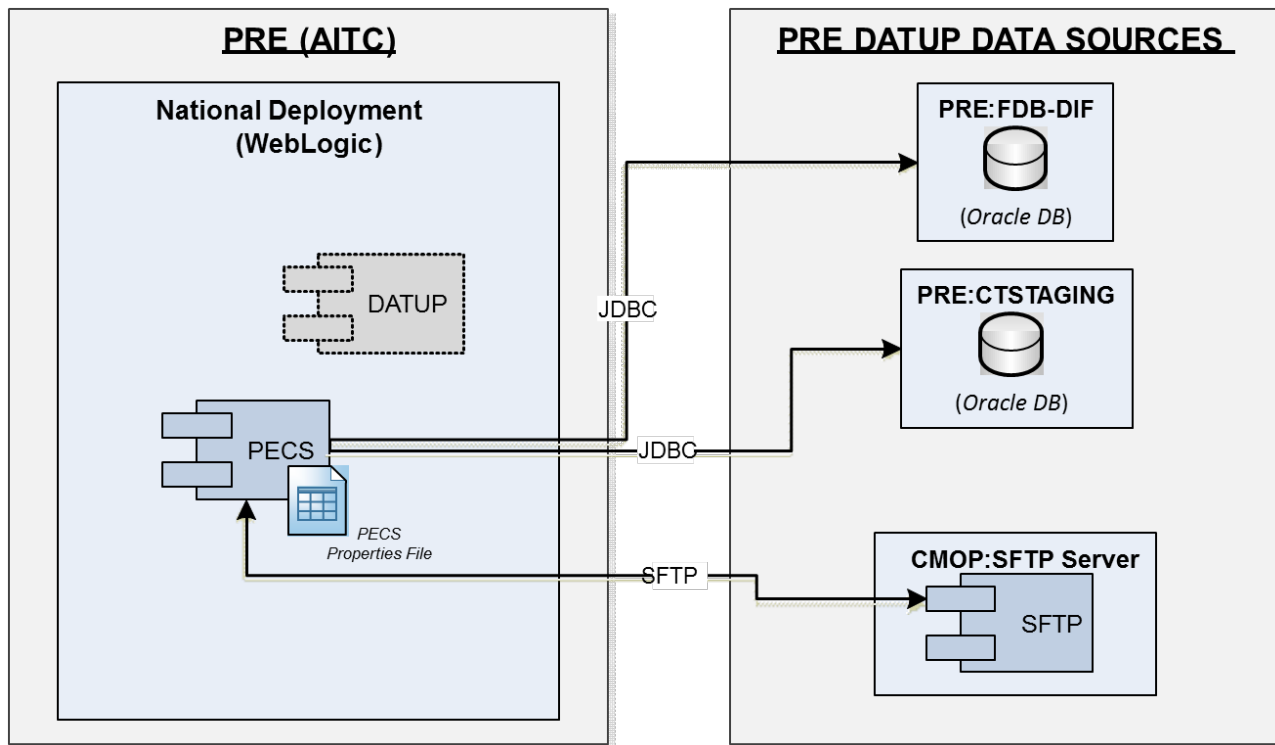 PRE (AITC)
National Deployment
(WebLogic)
DATUP
PECS
PECS
Properties File
JDBC
JDBC
SFTP
PRE DATUP DATA SOURCES
PRE:FDB-DIF
(Oracle DB)
PRE:CTSTAGING
(Oracle DB)
CMOP:SFTP Server
SFTP